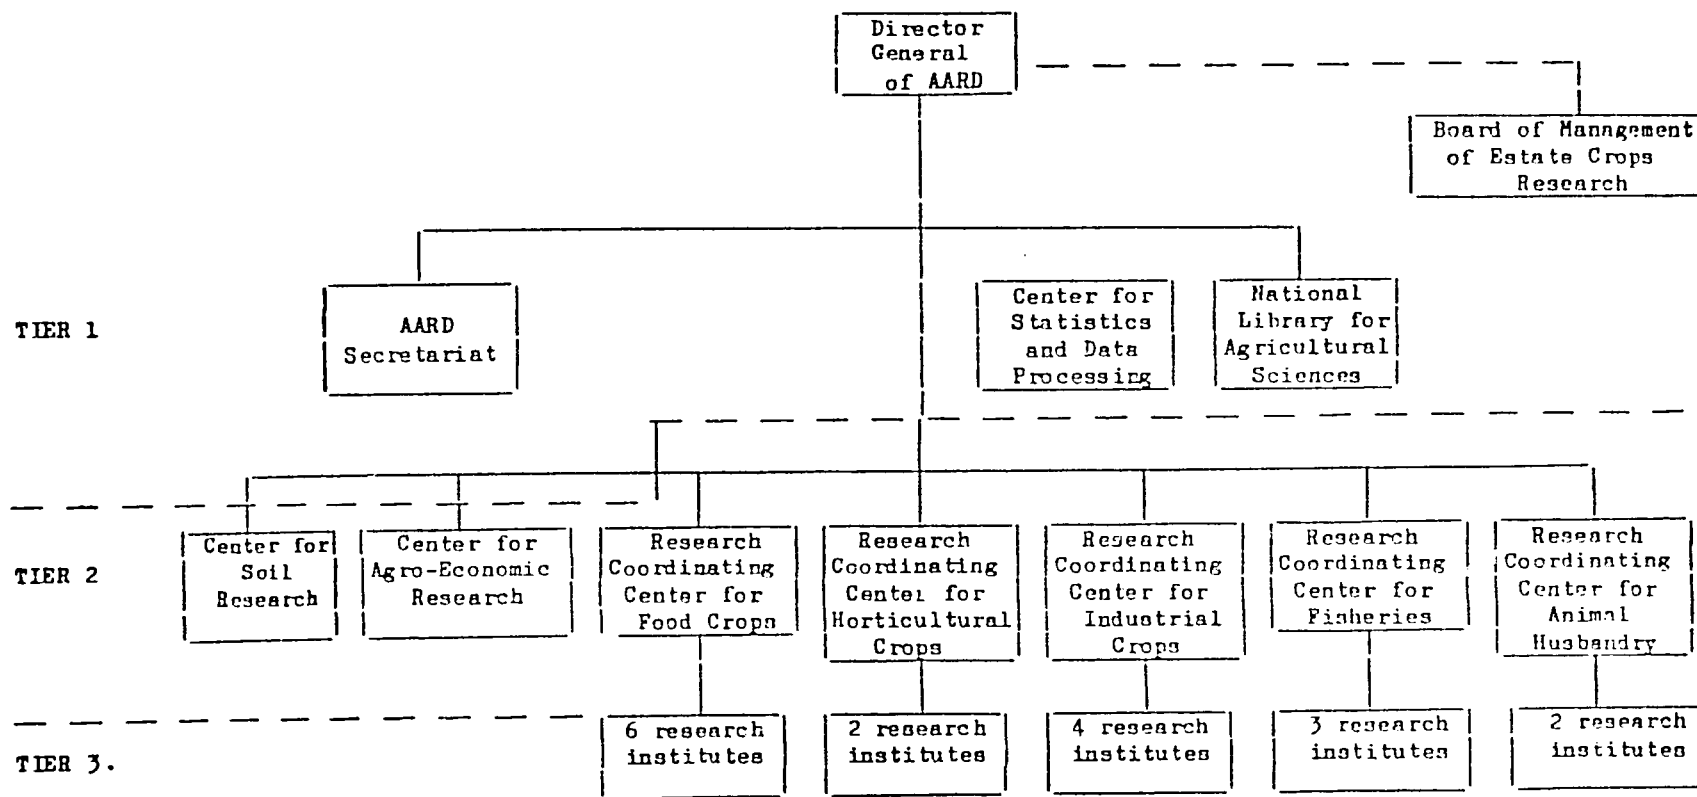 Director
General
of AARD
Board of Management
of Estate Crops
Research
TIER 1
AARD
Secretariat
Center for
Statistics
and Data
Processing
National
Library for
Agricultural
Sciences
TIER 2
Center for
Soil
Research
Center for
Agro-Economic
Research
Research
Coordinating
Center for
Food Crops
Research
Coordinating
Center for
Horticultural
Crops
Research
Coordinating
Center for
Industrial
Crops
Research
Coordinating
Center for
Fisheries
Research
Coordinating
Center for
Animal
Husbandry
TIER 3.
6 research
institutes
2 research
institutes
4 research
institutes
3 research
institutes
2 research
institutes